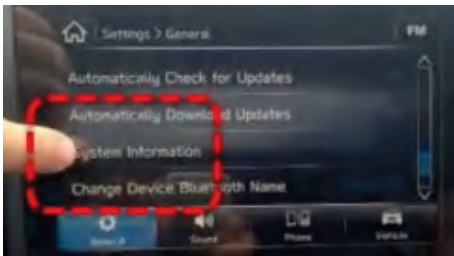 Settings > General
FM
Automatically Check for Updates
Automatically Download Updates
System Information
Change Device Bluetooth Name
Sound
Phone
Vehicle